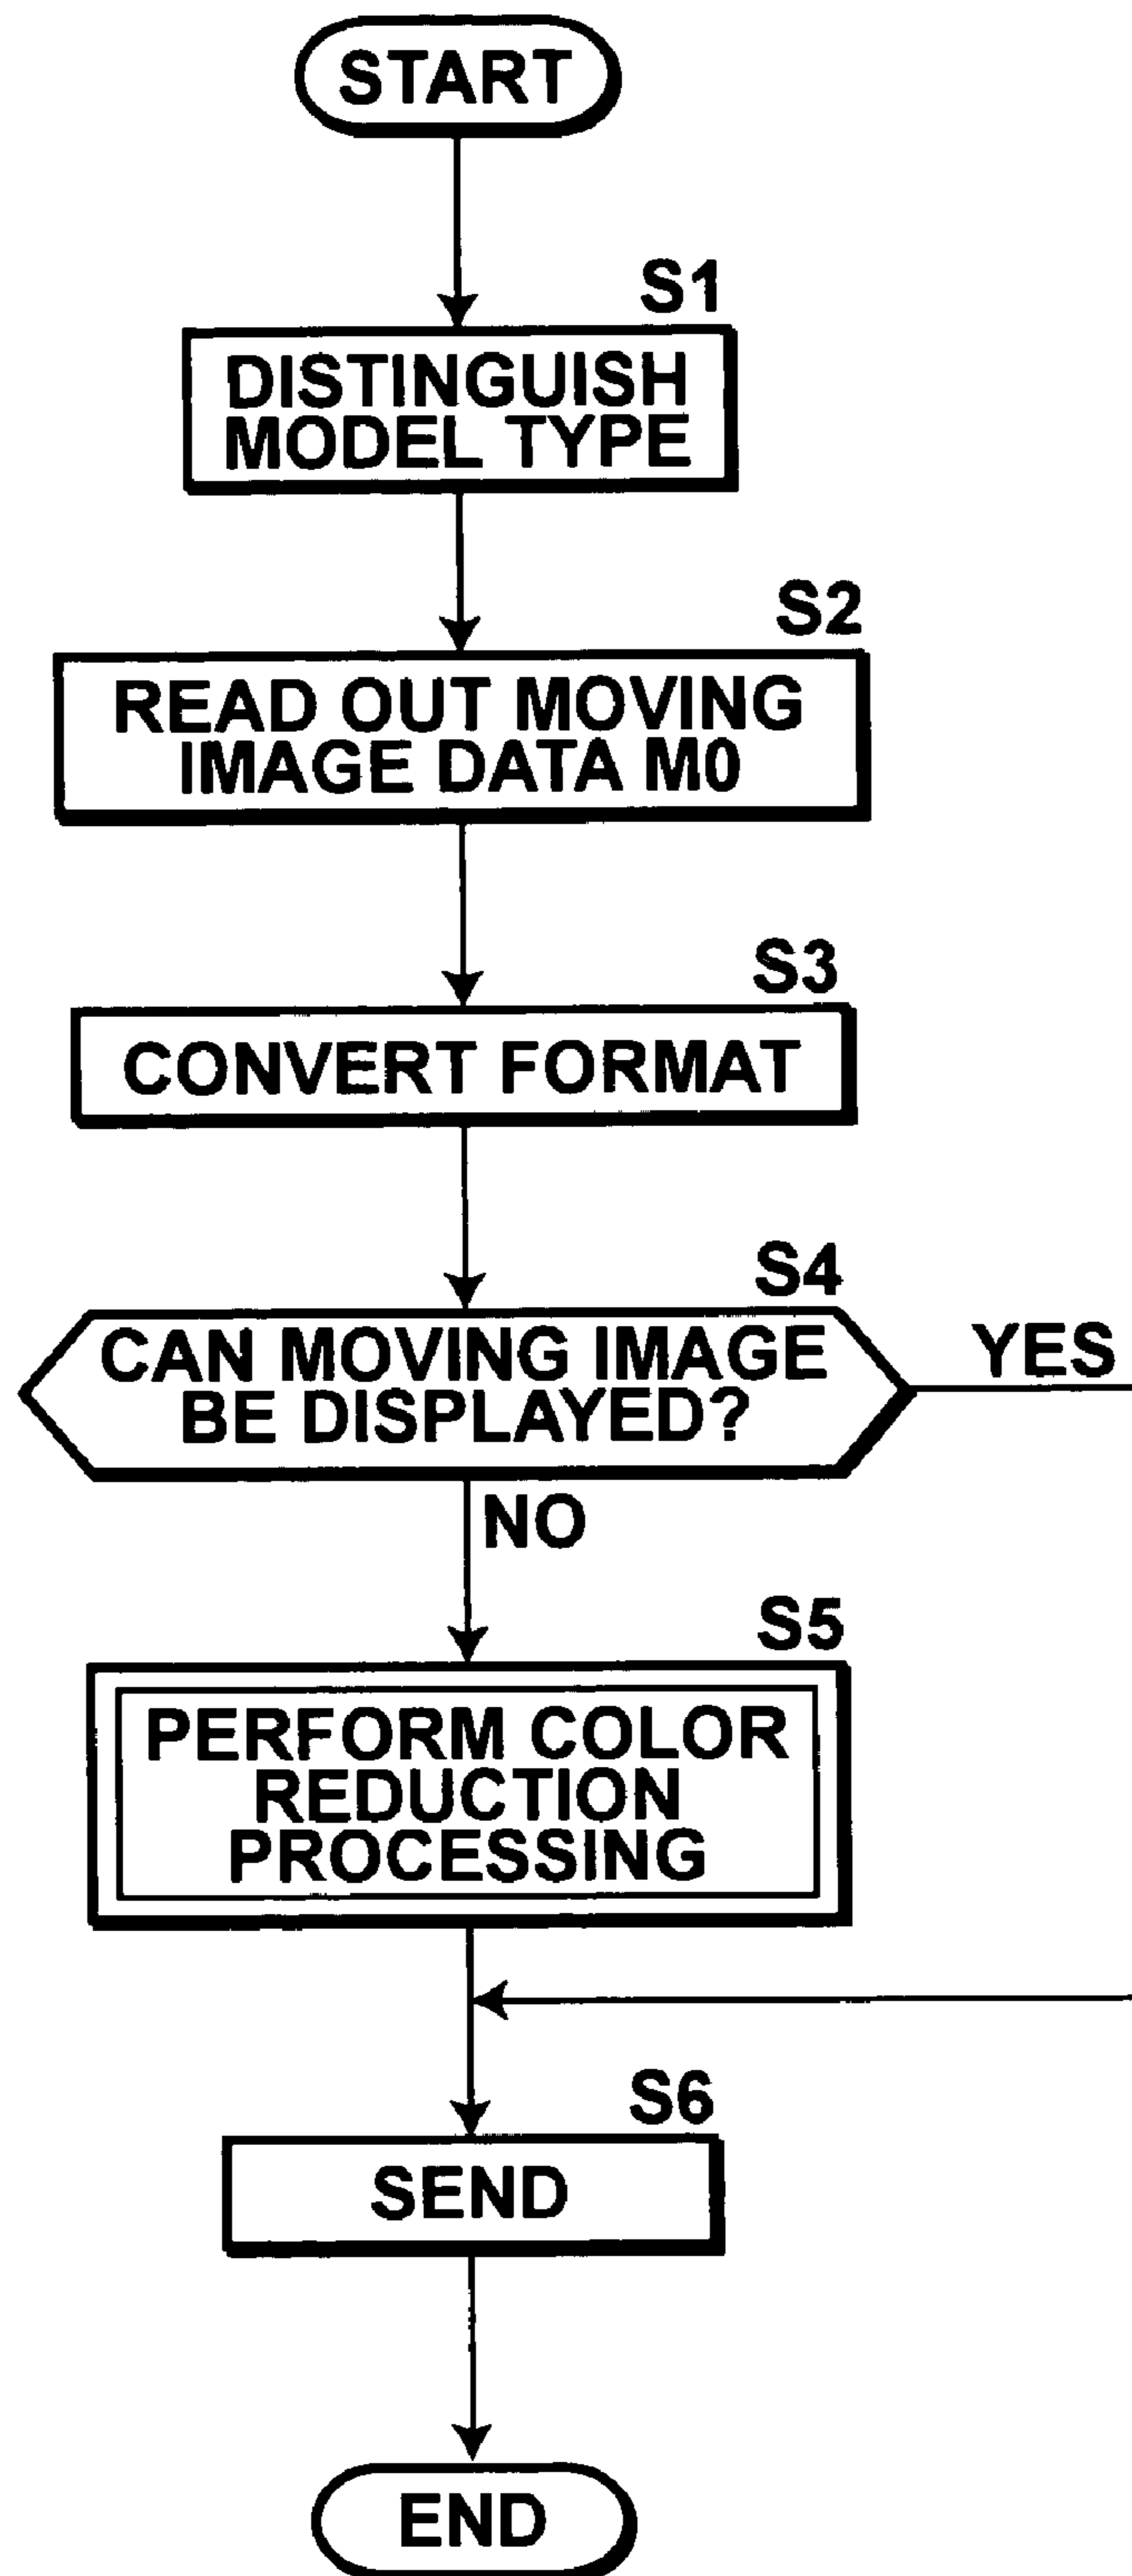 START
S1
DISTINGUISH
MODEL TYPE
S2
READ OUT MOVING
IMAGE DATA M0
S3
CONVERT FORMAT
S4
CAN MOVING IMAGE
BE DISPLAYED?
YES
NO
S5
PERFORM COLOR
REDUCTION
PROCESSING
S6
SEND
END